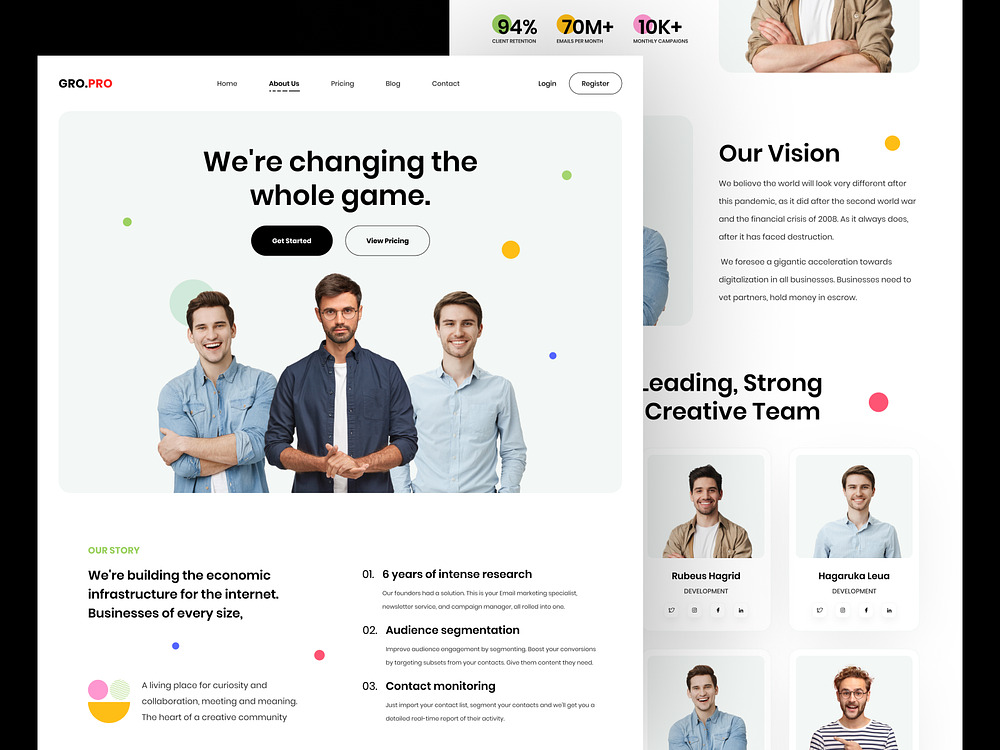 94%
CLIENT RETENTION
70M+
EMAILS PER MONTH
10K+
MONTHLY CAMPAIGNS
GRO.PRO
Home
About Us
Pricing
Blog
Contact
Login
Register
We're changing the
whole game.
Get Started
View Pricing
OUR STORY
We're building the economic
infrastructure for the internet.
Businesses of every size,
A living place for curiosity and
collaboration, meeting and meaning.
The heart of a creative community
01. 6 years of intense research
Our founders had a solution. This is your Email marketing specialist,
newsletter service, and campaign manager, all rolled into one.
02. Audience segmentation
Improve audience engagement by segmenting. Boost your conversions
by targeting subsets from your contacts. Give them content they need.
03. Contact monitoring
Just import your contact list, segment your contacts and we'll get you a
detailed real-time report of their activity.
Our Vision
We believe the world will look very different after
this pandemic, as it did after the second world war
and the financial crisis of 2008. As it always does,
after it has faced destruction.
We foresee a gigantic acceleration towards
digitalization in all businesses. Businesses need to
vet partners, hold money in escrow.
Leading, Strong
Creative Team
Rubeus Hagrid
DEVELOPMENT
Hagaruka Leua
DEVELOPMENT